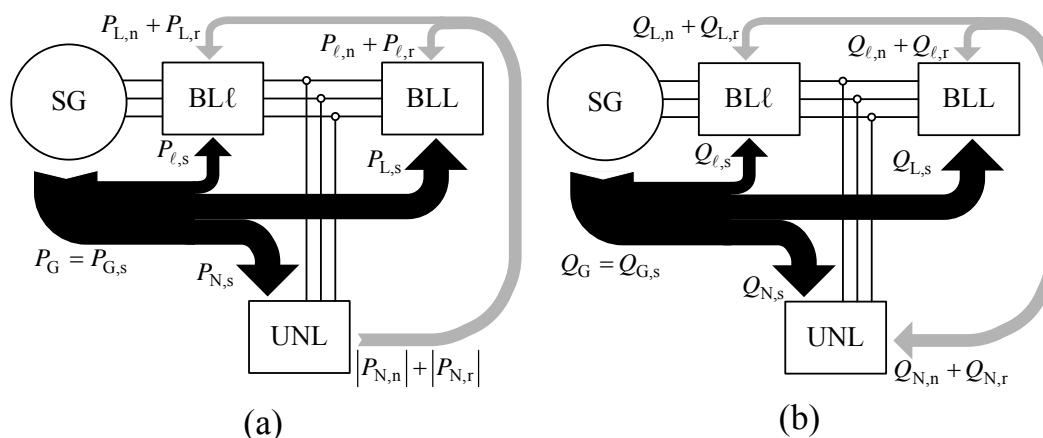 P_L,n + P_L,r
P_ℓ,n + P_ℓ,r
SG
BLℓ
BLL
P_ℓ,s
P_L,s
P_G = P_G,s
P_N,s
UNL
|P_N,n| + |P_N,r|
(a)
Q_L,n + Q_L,r
Q_ℓ,n + Q_ℓ,r
SG
BLℓ
BLL
Q_ℓ,s
Q_L,s
Q_G = Q_G,s
Q_N,s
UNL
Q_N,n + Q_N,r
(b)